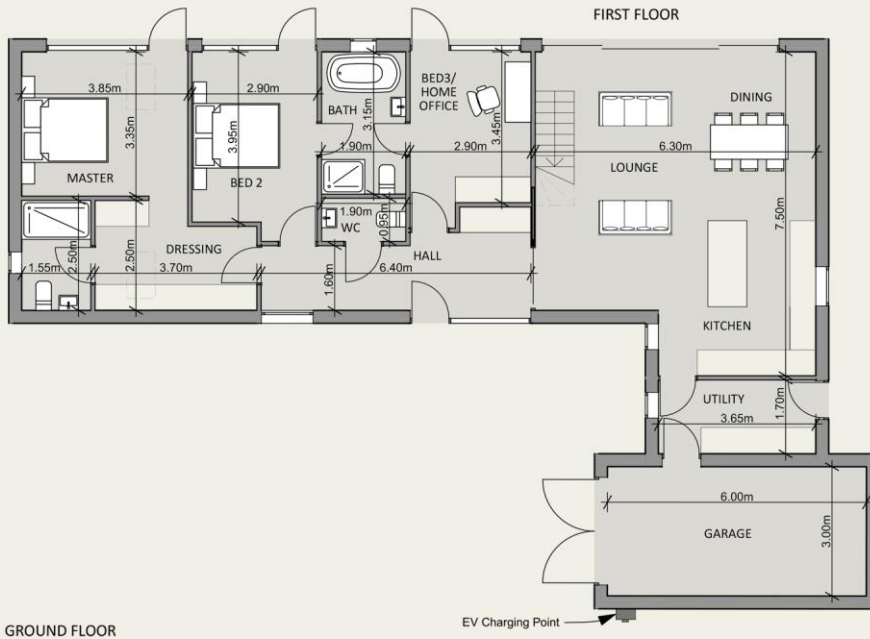 FIRST FLOOR
3.85m
3.35m
MASTER
2.90m
3.95m
BED 2
BATH
3.15m
1.90m
BED3/
HOME
OFFICE
3.45m
2.90m
DINING
LOUNGE
6.30m
7.50m
1.90m
0.95m
WC
DRESSING
1.55m
2.50m
2.50m
3.70m
HALL
1.60m
6.40m
KITCHEN
UTILITY
3.65m
1.70m
6.00m
GARAGE
3.00m
EV Charging Point
GROUND FLOOR